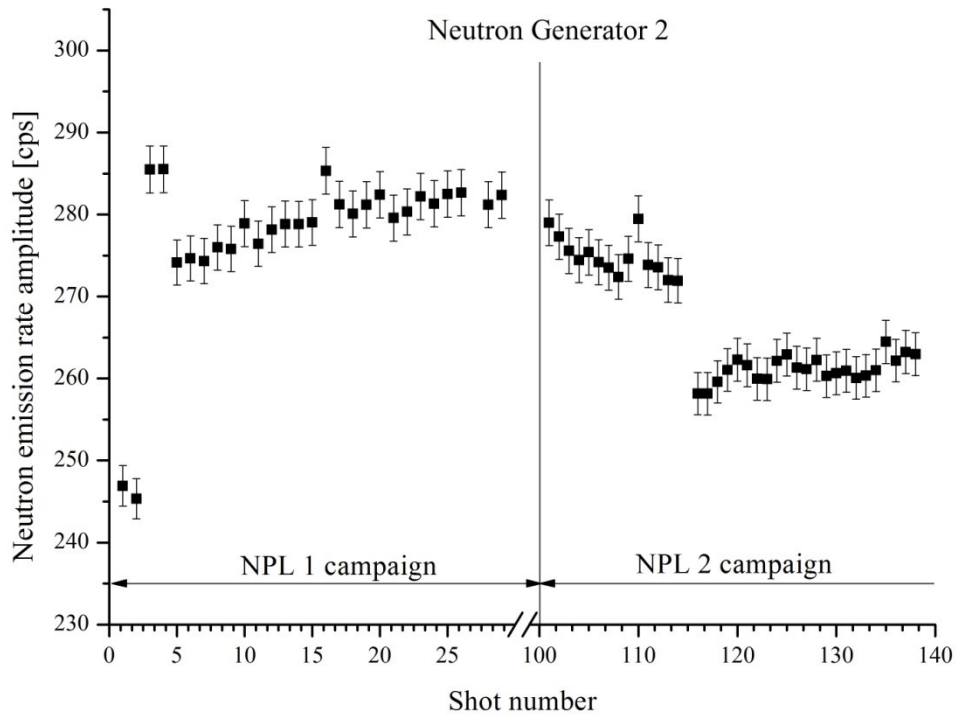 Neutron Generator 2
Neutron emission rate amplitude [cps]
300
290
280
270
260
250
240
230
NPL 1 campaign
NPL 2 campaign
0 5 10 15 20 25 100 110 120 130 140
Shot number